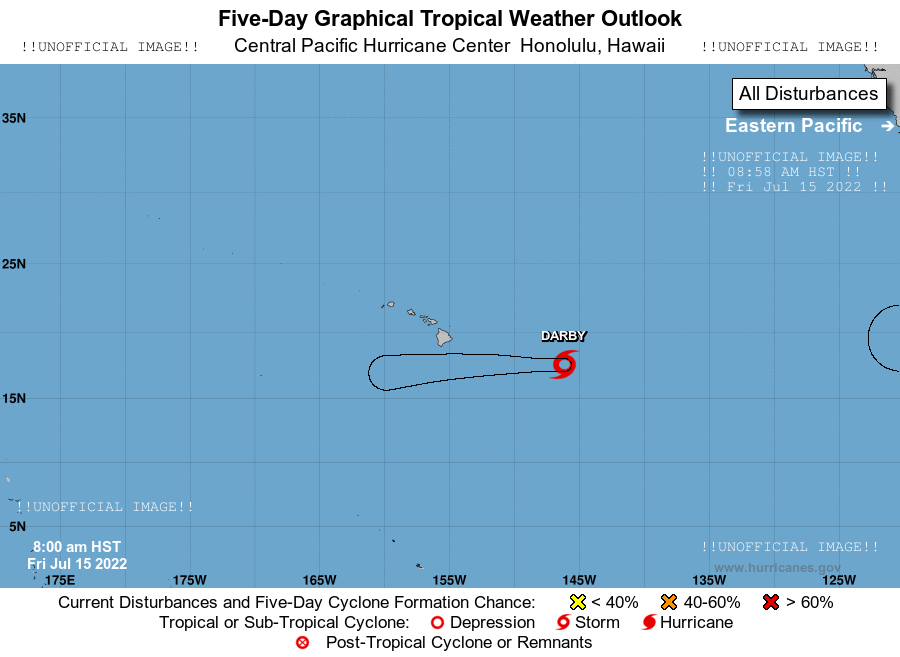 Five-Day Graphical Tropical Weather Outlook
!!UNOFFICIAL IMAGE!! Central Pacific Hurricane Center Honolulu, Hawaii !!UNOFFICIAL IMAGE!!
All Disturbances
35N
Eastern Pacific →
!!UNOFFICIAL IMAGE!!
!! 08:58 AM HST !!
!! Fri Jul 15 2022 !!
25N
DARBY
15N
!!UNOFFICIAL IMAGE!!
5N
8:00 am HST
Fri Jul 15 2022
!!UNOFFICIAL IMAGE!!
www.hurricanes.gov
175E 175W 165W 155W 145W 135W 125W
Current Disturbances and Five-Day Cyclone Formation Chance: < 40% 40-60% > 60%
Tropical or Sub-Tropical Cyclone: Depression Storm Hurricane
Post-Tropical Cyclone or Remnants